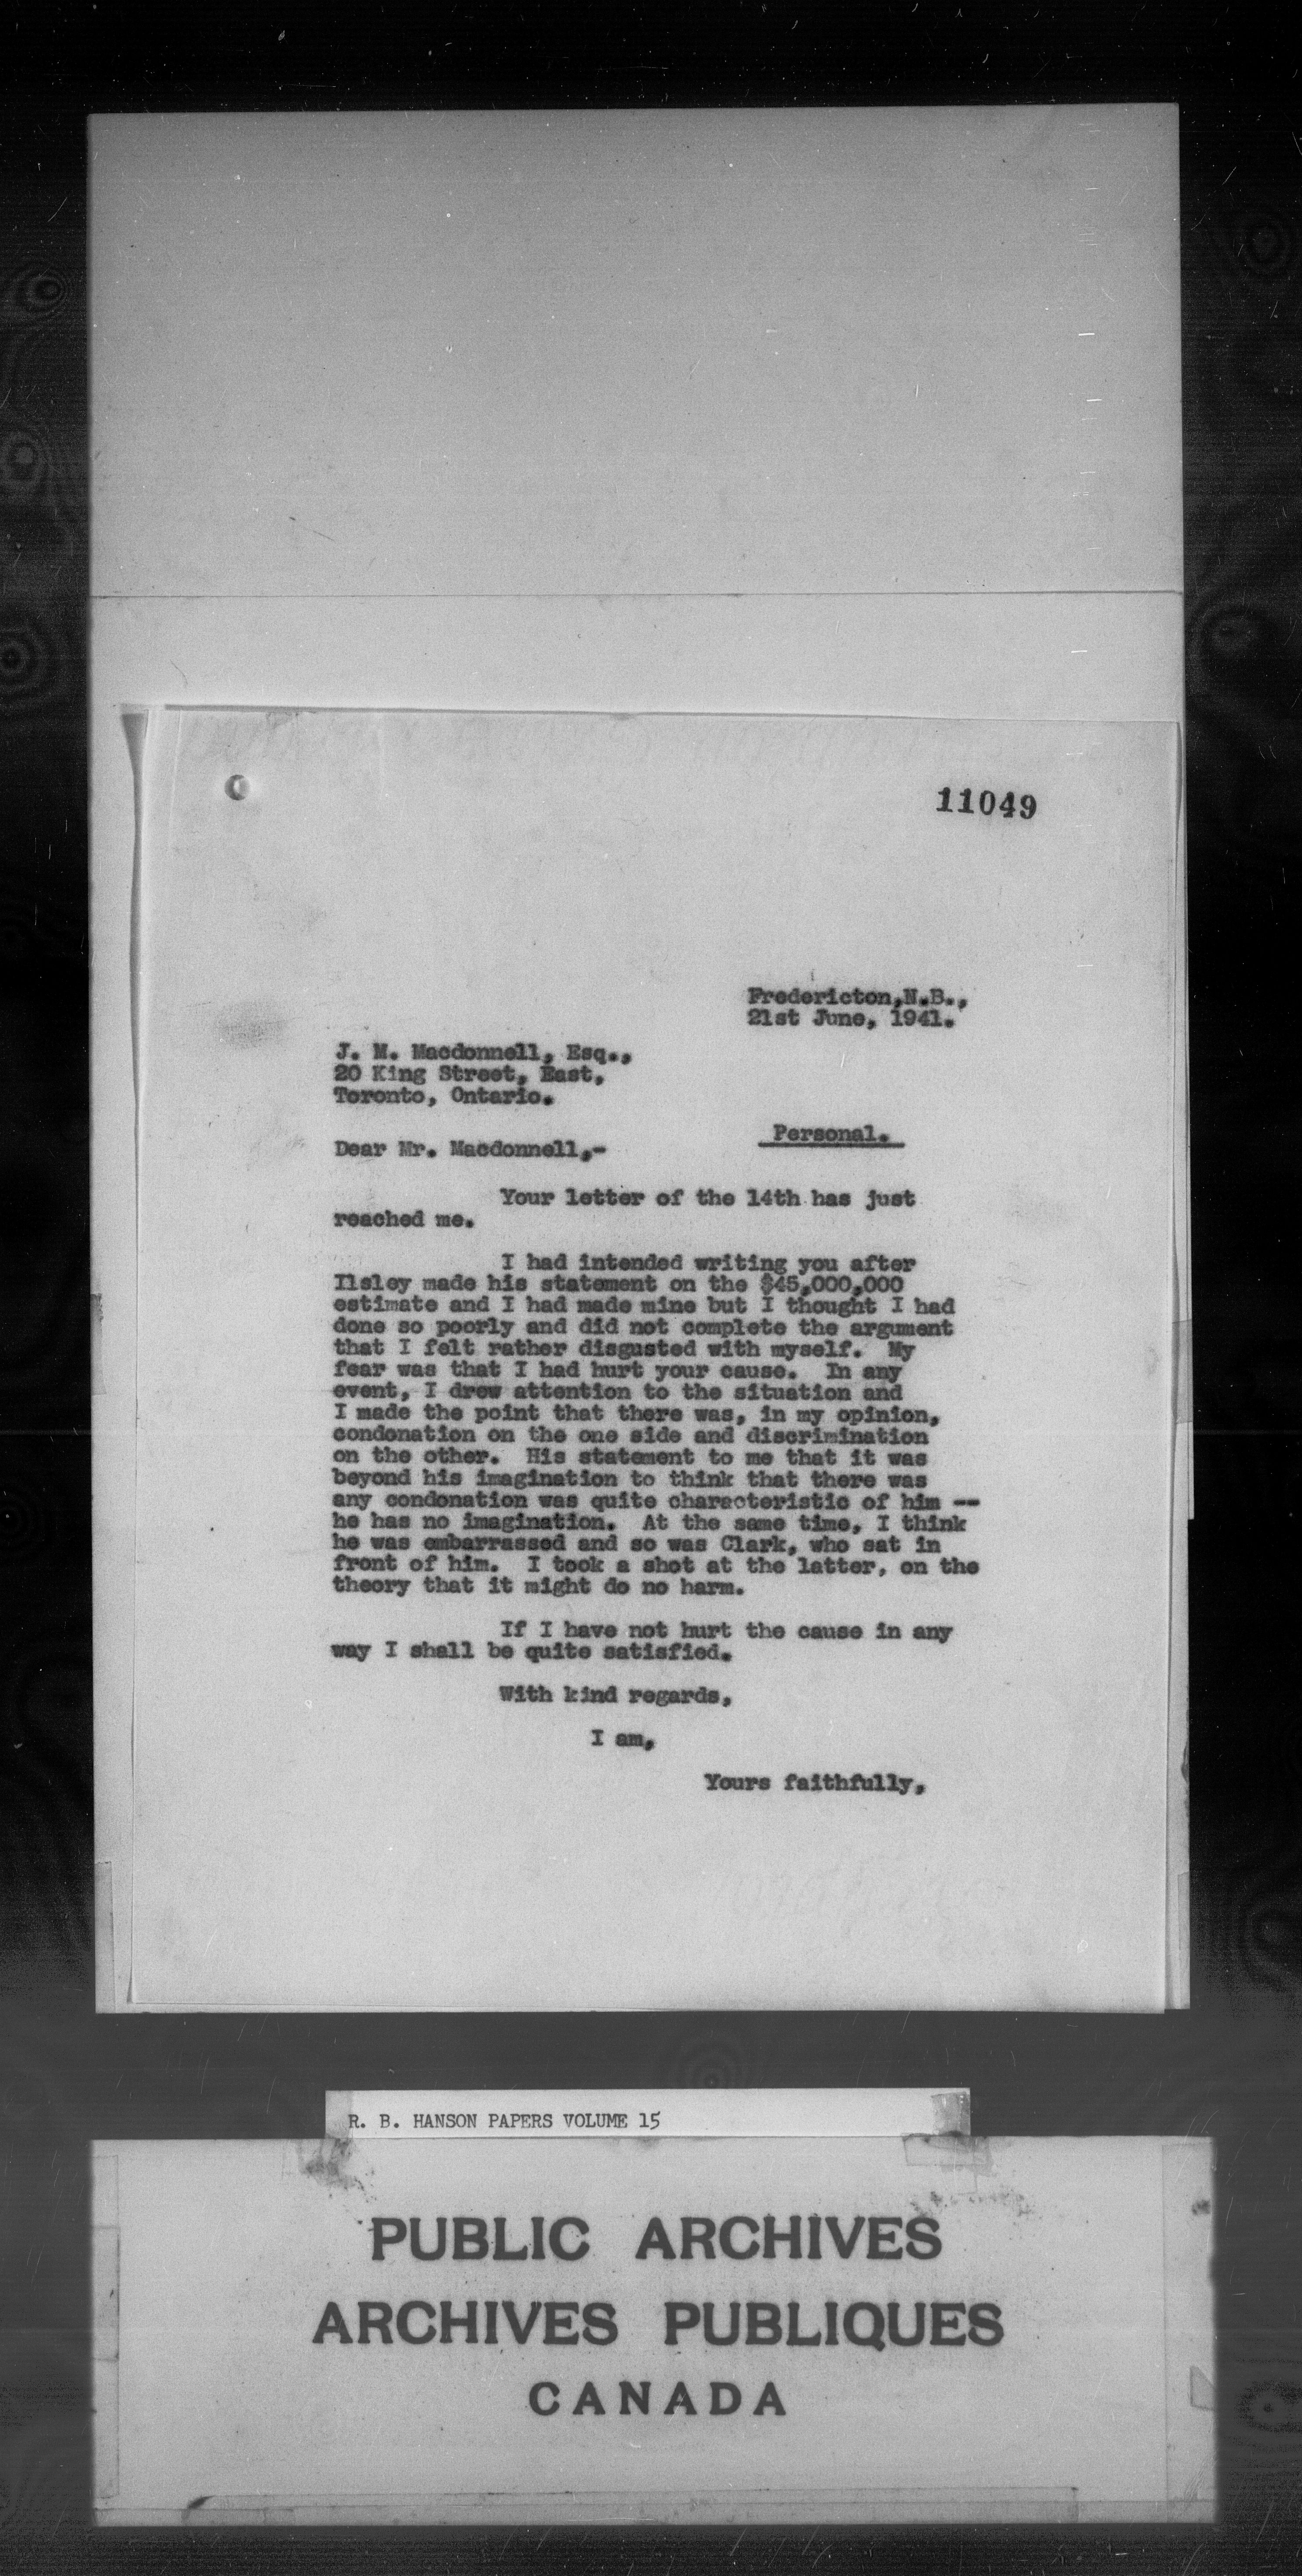 11049
Fredericton,N.B.,
21st June, 1941.
J. M. Macdonnell, Esq.,
20 King Street, East,
Toronto, Ontario.
Personal.
Dear Mr. Macdonnell,-
Your letter of the 14th has just
reached me.
I had intended writing you after
Ilsley made his statement on the $45,000,000
estimate and I had made mine but I thought I had
done so poorly and did not complete the argument
that I felt rather disgusted with myself. My
fear was that I had hurt your cause. In any
event, I drew attention to the situation and
I made the point that there was, in my opinion,
condonation on the one side and discrimination
on the other. His statement to me that it was
beyond his imagination to think that there was
any condonation was quite characteristic of him --
he has no imagination. At the same time, I think
he was embarrassed and so was Clark, who sat in
front of him. I took a shot at the latter, on the
theory that it might do no harm.
If I have not hurt the cause in any
way I shall be quite satisfied.
With kind regards,
I am,
Yours faithfully,
R. B. HANSON PAPERS VOLUME 15
PUBLIC ARCHIVES
ARCHIVES PUBLIQUES
CANADA